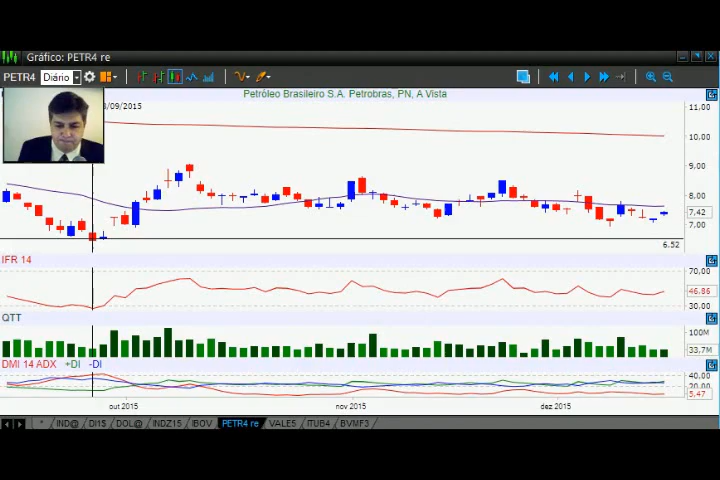 Gráfico: PETR4 re
PETR4 Diário
Petróleo Brasileiro S.A. Petrobras, PN, A Vista
/09/2015
11.00
10.00
9.00
8.00
7.42
7.00
6.52
IFR 14
70.00
46.86
30.00
QTT
100M
33,7M
DMI 14 ADX +DI -DI
40.00
20.00
5.47
out 2015 nov 2015 dez 2015
* IND@ DI1$ DOL@ INDZ15 IBOV PETR4 re VALE5 ITUB4 BVMF3